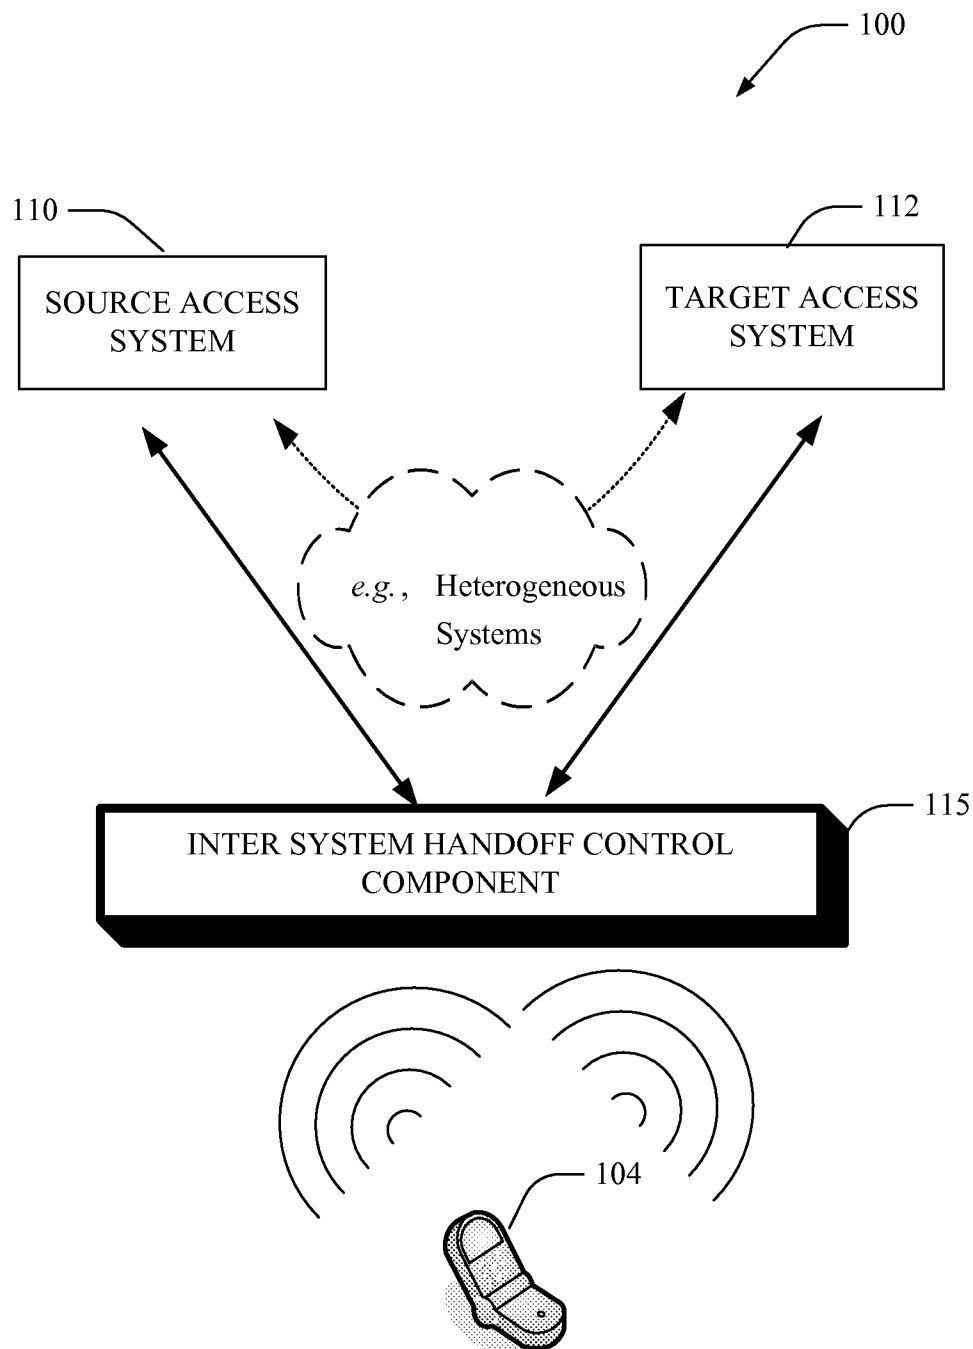 100
110
112
SOURCE ACCESS
SYSTEM
TARGET ACCESS
SYSTEM
e.g., Heterogeneous
Systems
115
INTER SYSTEM HANDOFF CONTROL
COMPONENT
104